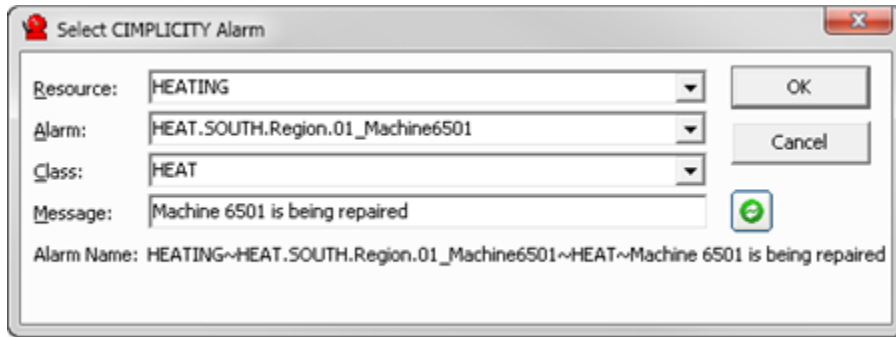 Select CIMPLICITY Alarm
Resource: HEATING OK
Alarm: HEAT.SOUTH.Region.01_Machine6501 Cancel
Class: HEAT
Message: Machine 6501 is being repaired
Alarm Name: HEATING~HEAT.SOUTH.Region.01_Machine6501~HEAT~Machine 6501 is being repaired